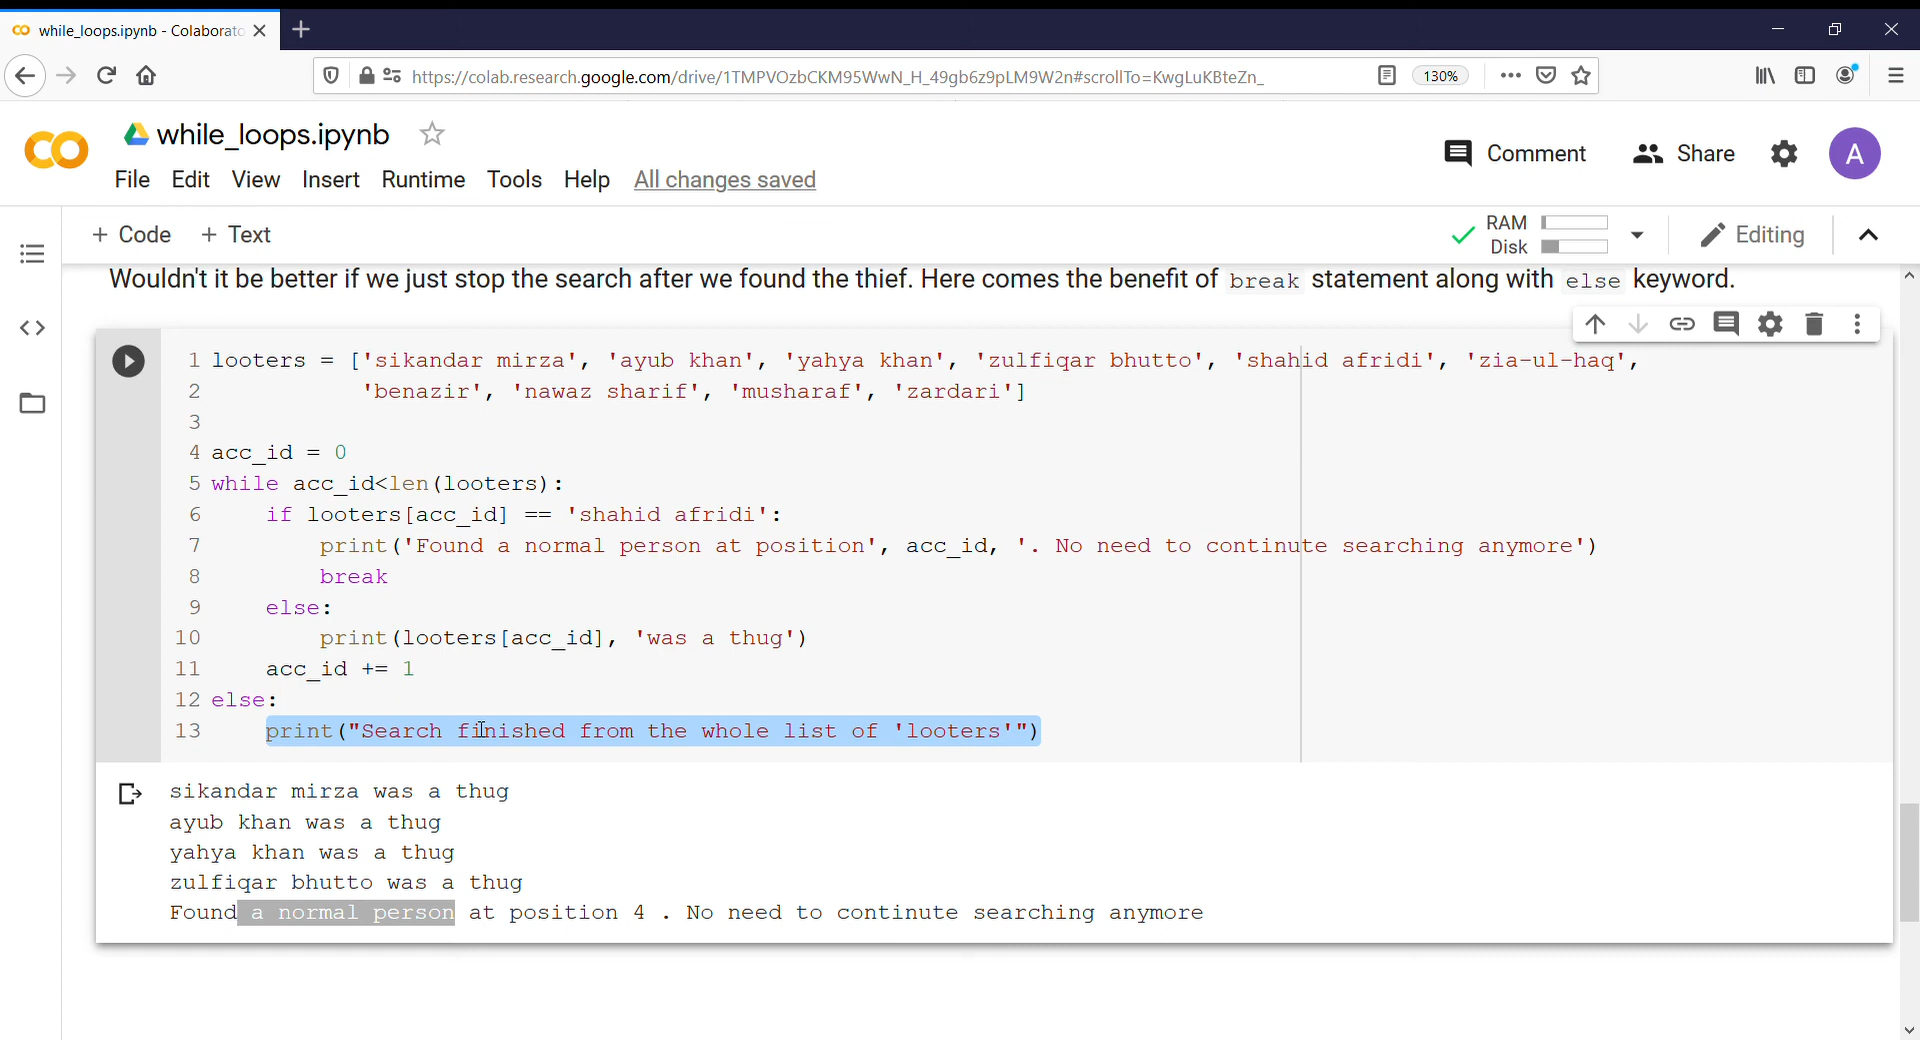 while_loops.ipynb - Colaborato
https://colab.research.google.com/drive/1TMPVOzbCKM95WwN_H_49gb6z9pLM9W2n#scrollTo=KwgLuKBteZn_
130%
while_loops.ipynb
Comment
Share
A
File Edit View Insert Runtime Tools Help All changes saved
+ Code + Text
RAM
Disk
Editing
Wouldn't it be better if we just stop the search after we found the thief. Here comes the benefit of break statement along with else keyword.
1 looters = ['sikandar mirza', 'ayub khan', 'yahya khan', 'zulfiqar bhutto', 'shahid afridi', 'zia-ul-haq',
2 'benazir', 'nawaz sharif', 'musharaf', 'zardari']
3
4 acc_id = 0
5 while acc_id<len(looters):
6 if looters[acc_id] == 'shahid afridi':
7 print('Found a normal person at position', acc_id, '. No need to continute searching anymore')
8 break
9 else:
10 print(looters[acc_id], 'was a thug')
11 acc_id += 1
12 else:
13 print("Search finished from the whole list of 'looters'")
sikandar mirza was a thug
ayub khan was a thug
yahya khan was a thug
zulfiqar bhutto was a thug
Found a normal person at position 4 . No need to continute searching anymore